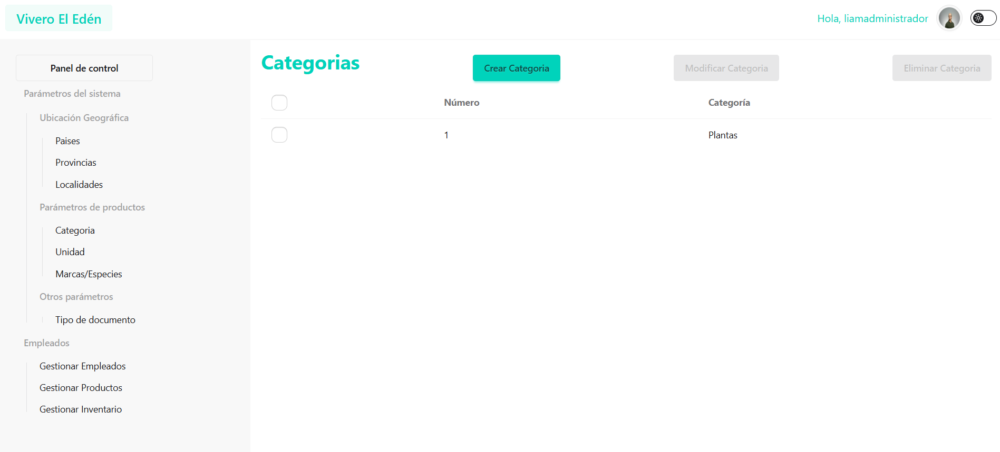 Vivero El Edén
Hola, liamadministrador
Panel de control
Parámetros del sistema
Ubicación Geográfica
Paises
Provincias
Localidades
Parámetros de productos
Categoria
Unidad
Marcas/Especies
Otros parámetros
Tipo de documento
Empleados
Gestionar Empleados
Gestionar Productos
Gestionar Inventario
Categorias
Crear Categoria
Modificar Categoria
Eliminar Categoria
Número Categoría
1 Plantas